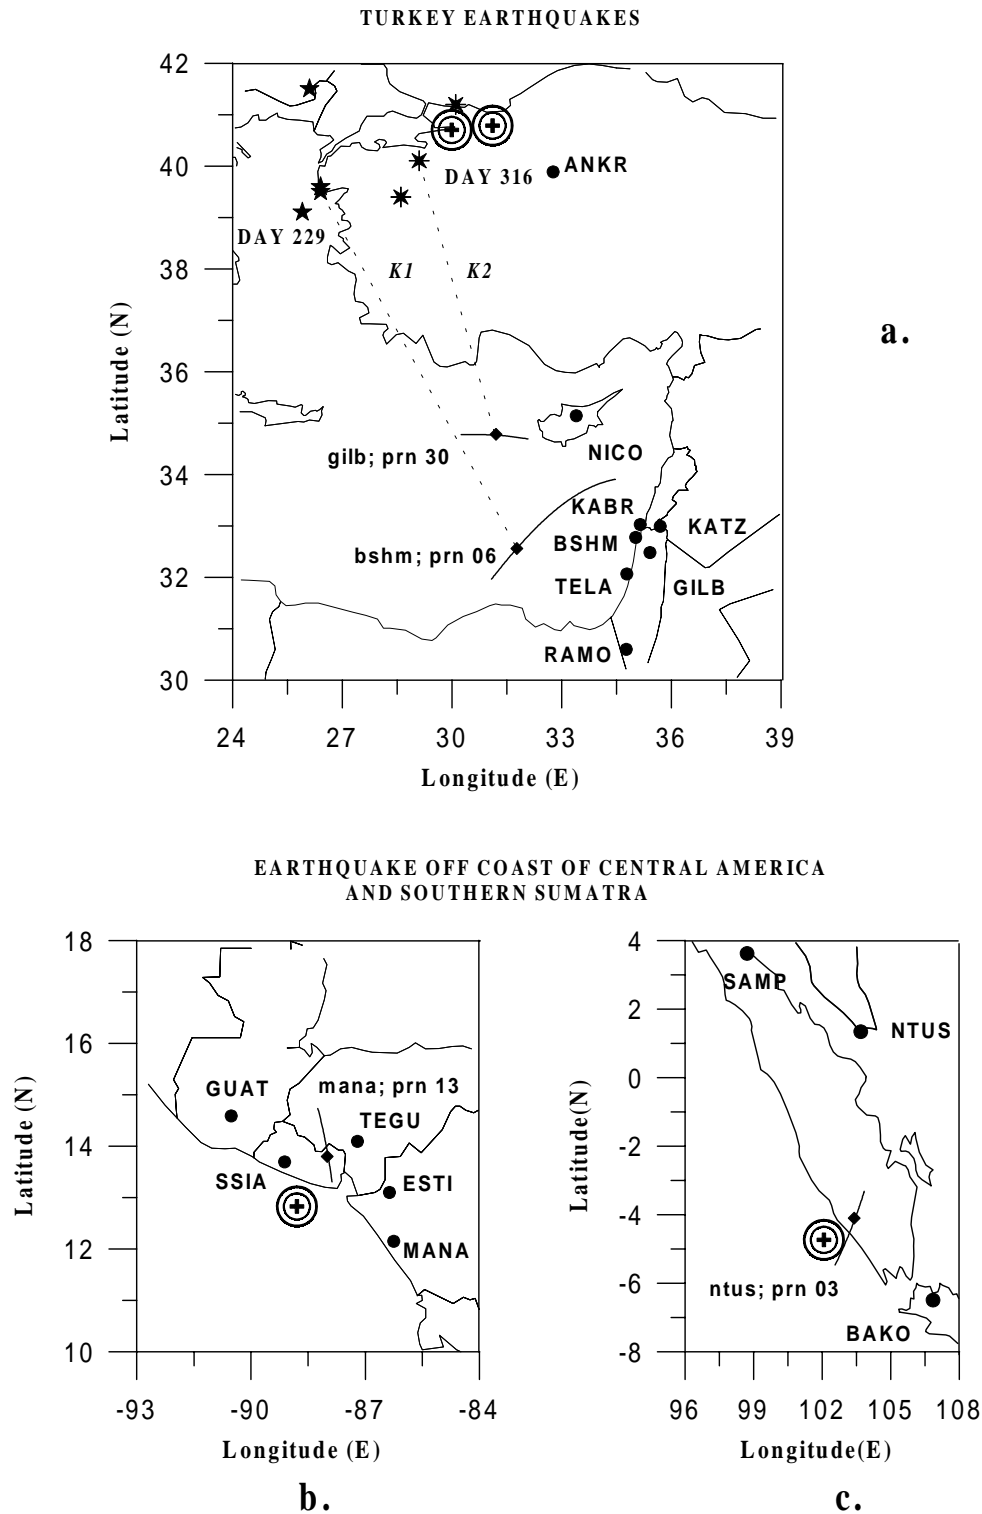 TURKEY EARTHQUAKES
42
40
38
36
34
32
30
Latitude (N)
ANKR
DAY 316
DAY 229
K1
K2
a.
NICO
gilb; prn 30
KABR
KATZ
BSHM
bshm; prn 06
TELA
GILB
RAMO
24 27 30 33 36 39
Longitude (E)
EARTHQUAKE OFF COAST OF CENTRAL AMERICA
AND SOUTHERN SUMATRA
18
16
14
12
10
Latitude (N)
GUAT
mana; prn 13
TEGU
SSIA
ESTI
MANA
-93 -90 -87 -84
Longitude (E)
b.
4
2
0
-2
-4
-6
-8
Latitude(N)
SAMP
NTUS
ntus; prn 03
BAKO
96 99 102 105 108
Longitude(E)
c.